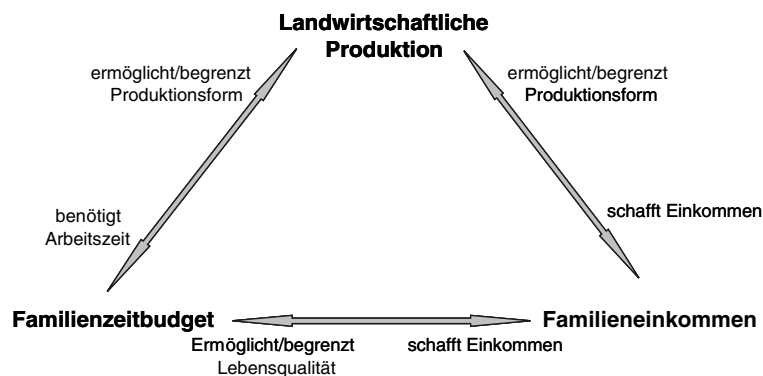 Landwirtschaftliche
Produktion
ermöglicht/begrenzt
Produktionsform
ermöglicht/begrenzt
Produktionsform
benötigt
Arbeitszeit
schafft Einkommen
Familienzeitbudget
Familieneinkommen
Ermöglicht/begrenzt
Lebensqualität
schafft Einkommen